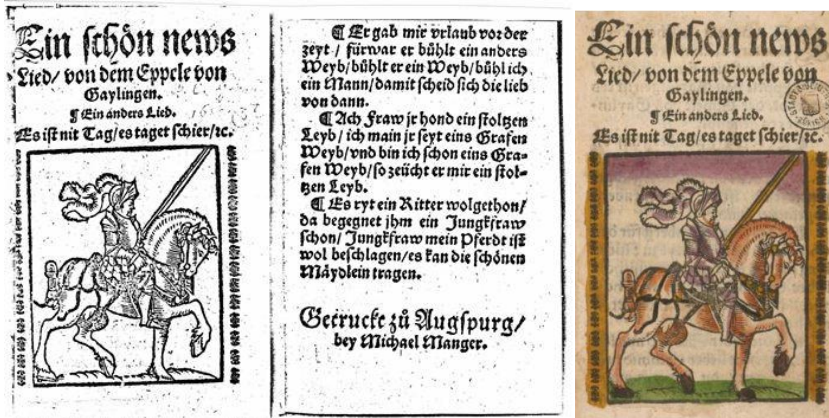 Ein schön news
Lied/ von dem Eppele von
Gaylingen.
¶ Ein anders Lied.
Es ist nit Tag/ es taget schier/ ꝛc.
¶ Er gab mir vrlaub vor der
zeyt / fürwar er bühlt ein anders
Weyb/ bühlt er ein Weyb/ bühl ich
ein Mann/ damit scheid sich die lieb
von dann.
¶ Ach Fraw jr hond ein stoltzen
Leyb/ ich main jr seyt eins Grafen
Weyb/ vnd bin ich schon eins Gra-
fen Weyb/ so zeücht er mir ein stol-
tzen Leyb.
¶ Es ryt ein Ritter wolgethon/
da begegnet jhm ein Jungkfraw
schon/ Jungkfraw mein Pferdt ist
wol beschlagen/ es kan die schönen
Mäydlein tragen.
Getruckt zů Augspurg/
bey Michael Manger.
Ein schön news
Lied/ von dem Eppele von
Gaylingen.
¶ Ein anders Lied.
Es ist nit Tag/ es taget schier/ ꝛc.